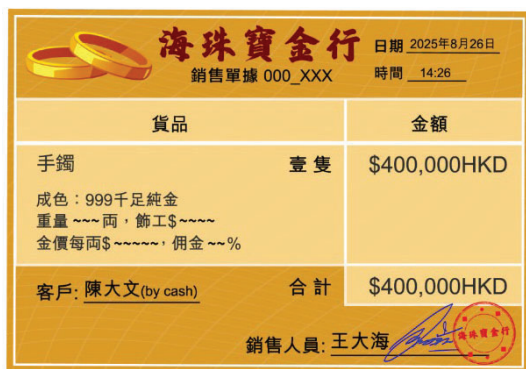 海珠寶金行
日期 2025年8月26日
銷售單據 000_XXX
時間 14:26
貨品 金額
手鐲 壹隻 $400,000HKD
成色：999千足純金
重量 ~~~両，飾工$~~~~
金價每両$~~~~~，佣金 ~~%
客戶: 陳大文(by cash) 合計 $400,000HKD
銷售人員: 王大海
海珠寶金行